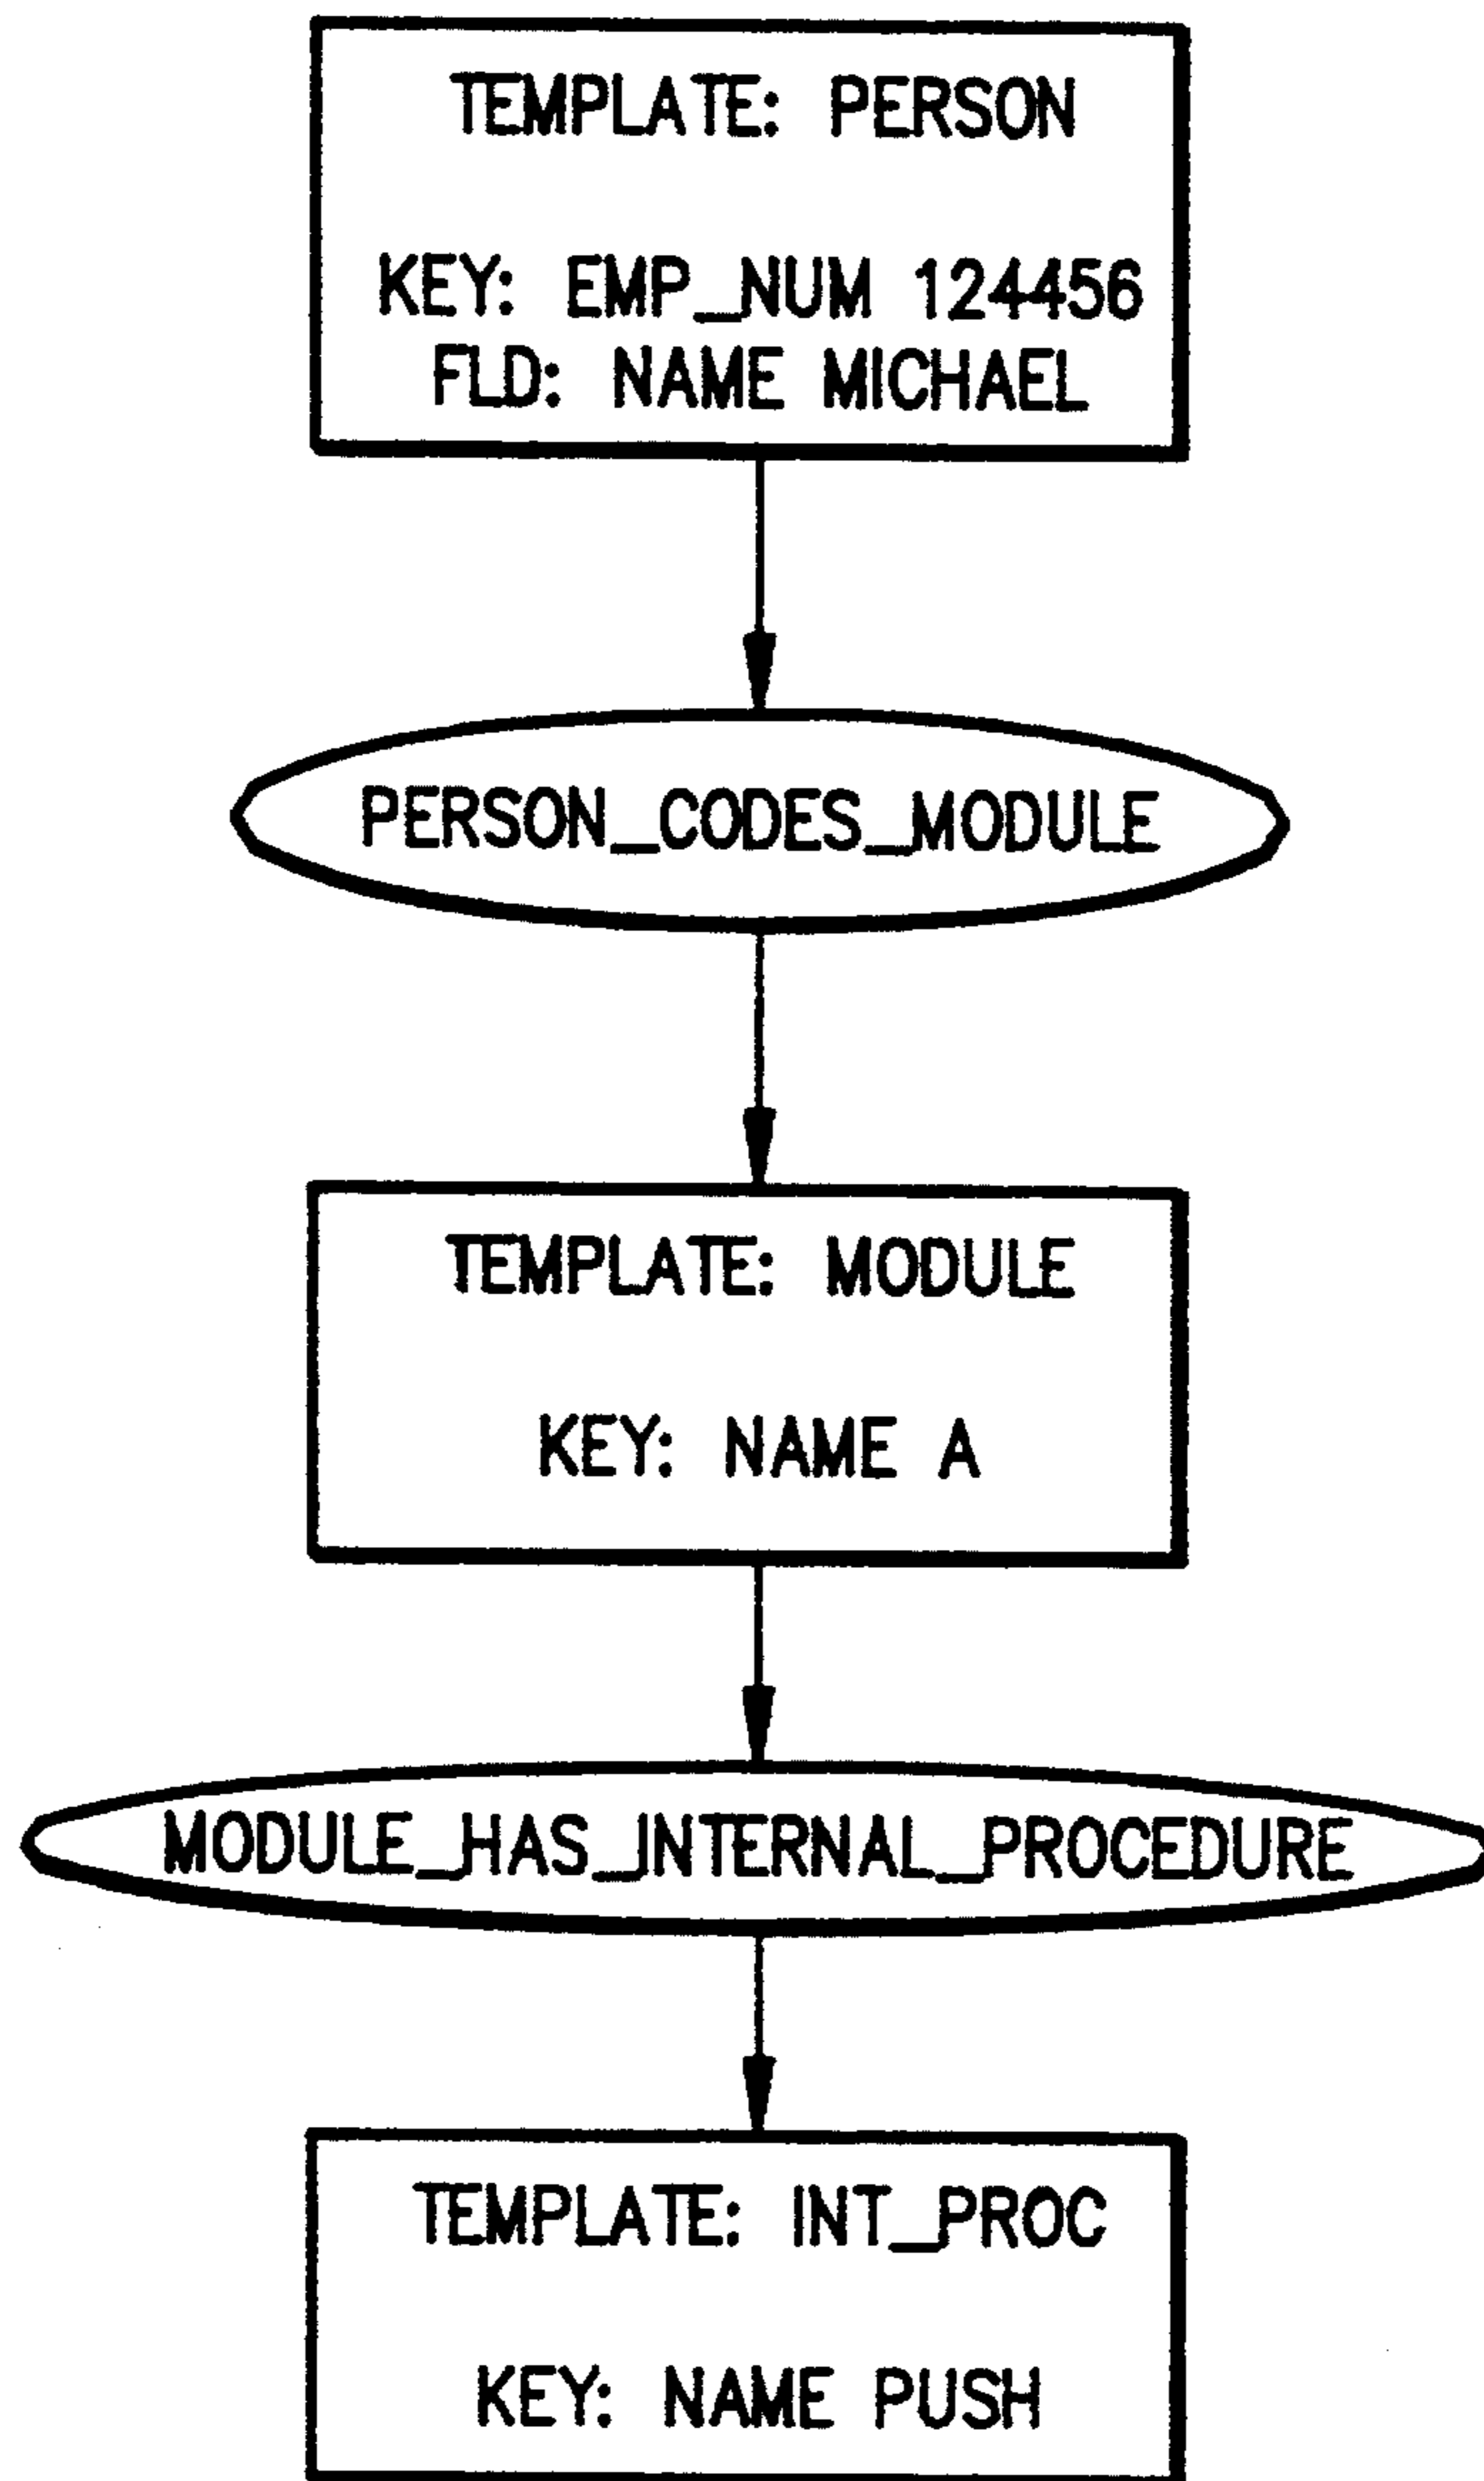 TEMPLATE: PERSON
KEY: EMP_NUM 124456
FLD: NAME MICHAEL
PERSON_CODES_MODULE
TEMPLATE: MODULE
KEY: NAME A
MODULE_HAS_INTERNAL_PROCEDURE
TEMPLATE: INT_PROC
KEY: NAME PUSH